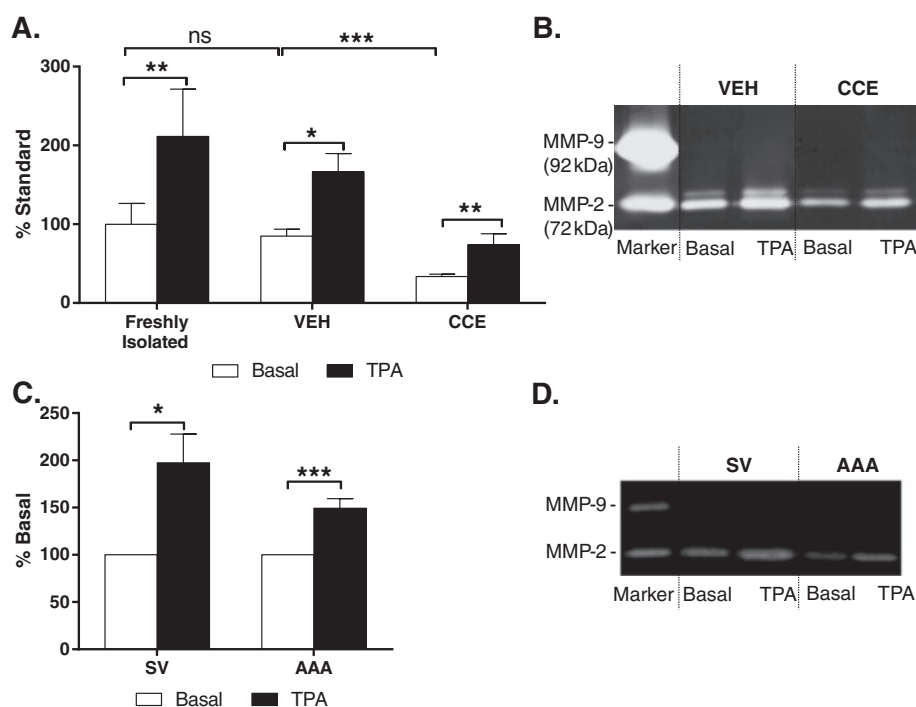 A.
ns
***
**
*
**
% Standard
300
200
100
0
Freshly
Isolated
VEH
CCE
Basal
TPA
B.
VEH
CCE
MMP-9 -
(92 kDa)
MMP-2 -
(72 kDa)
Marker
Basal
TPA
Basal
TPA
C.
*
***
% Basal
250
200
150
100
50
0
SV
AAA
Basal
TPA
D.
SV
AAA
MMP-9 -
MMP-2 -
Marker
Basal
TPA
Basal
TPA